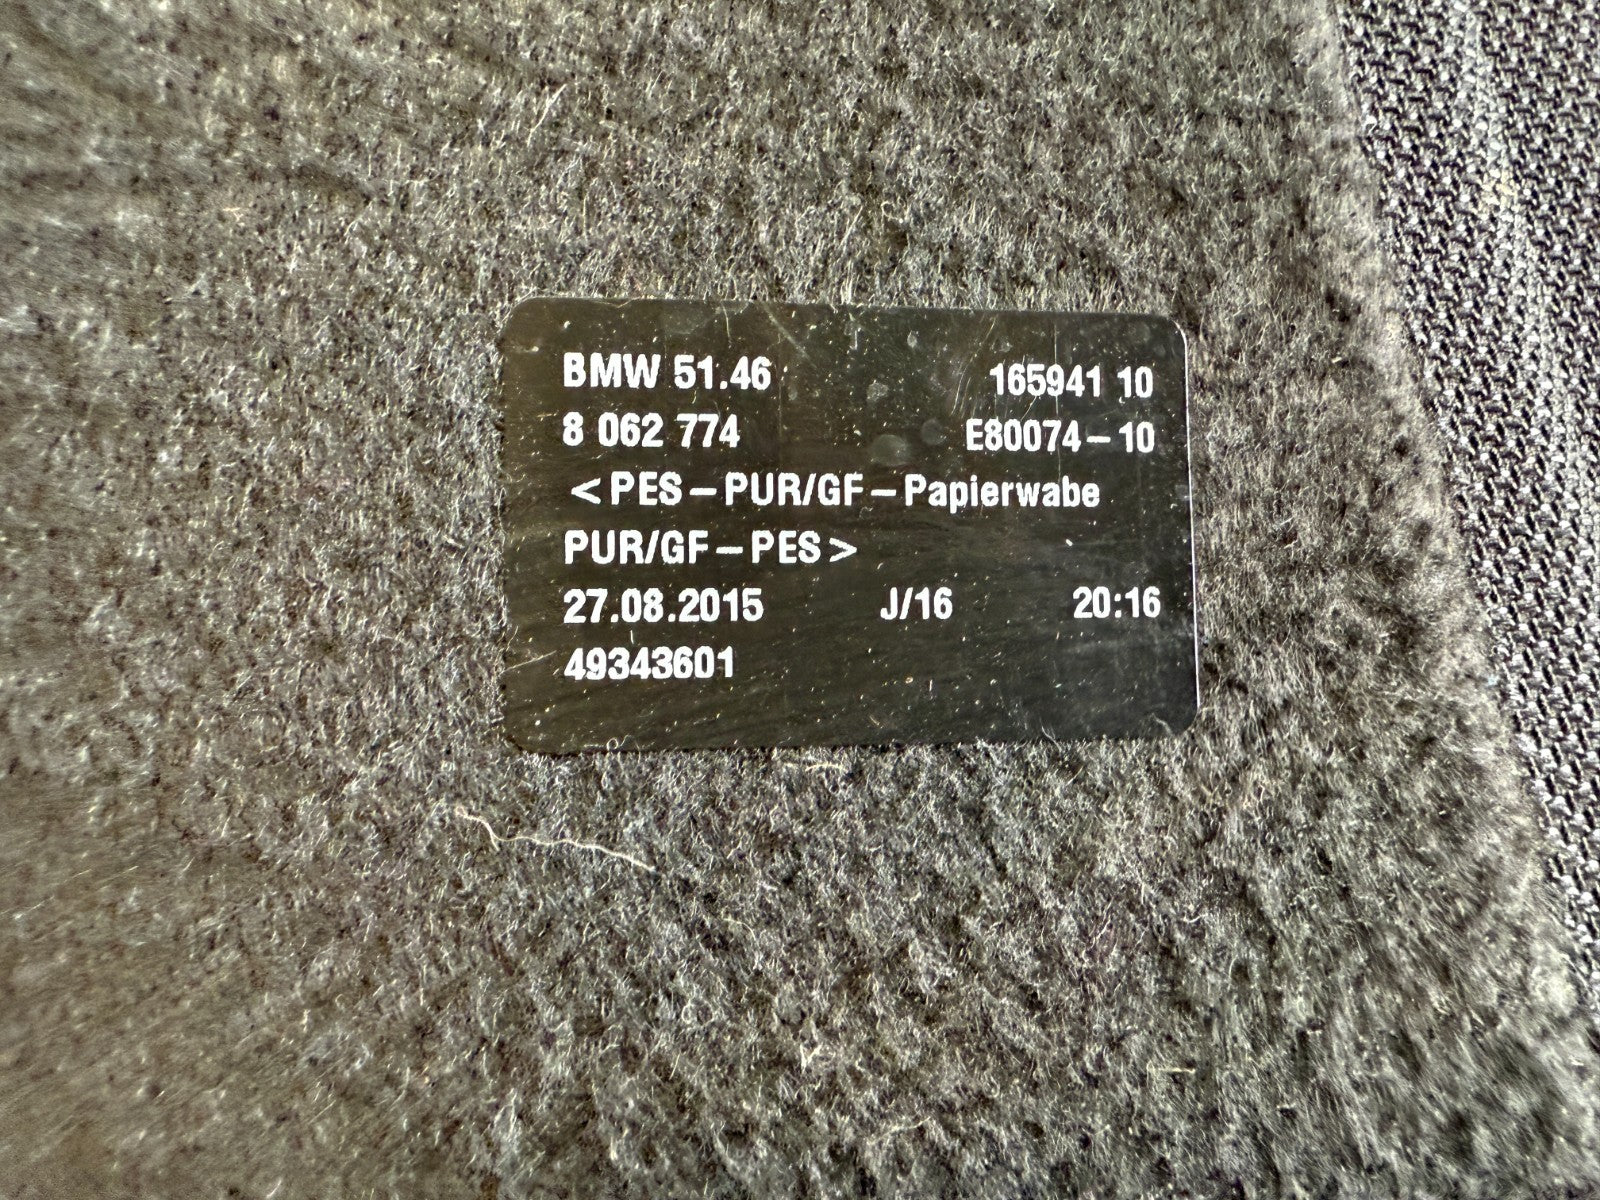 BMW 51.46 165941 10
8 062 774 E80074-10
<PES-PUR/GF-Papierwabe
PUR/GF-PES>
27.08.2015 J/16 20:16
49343601